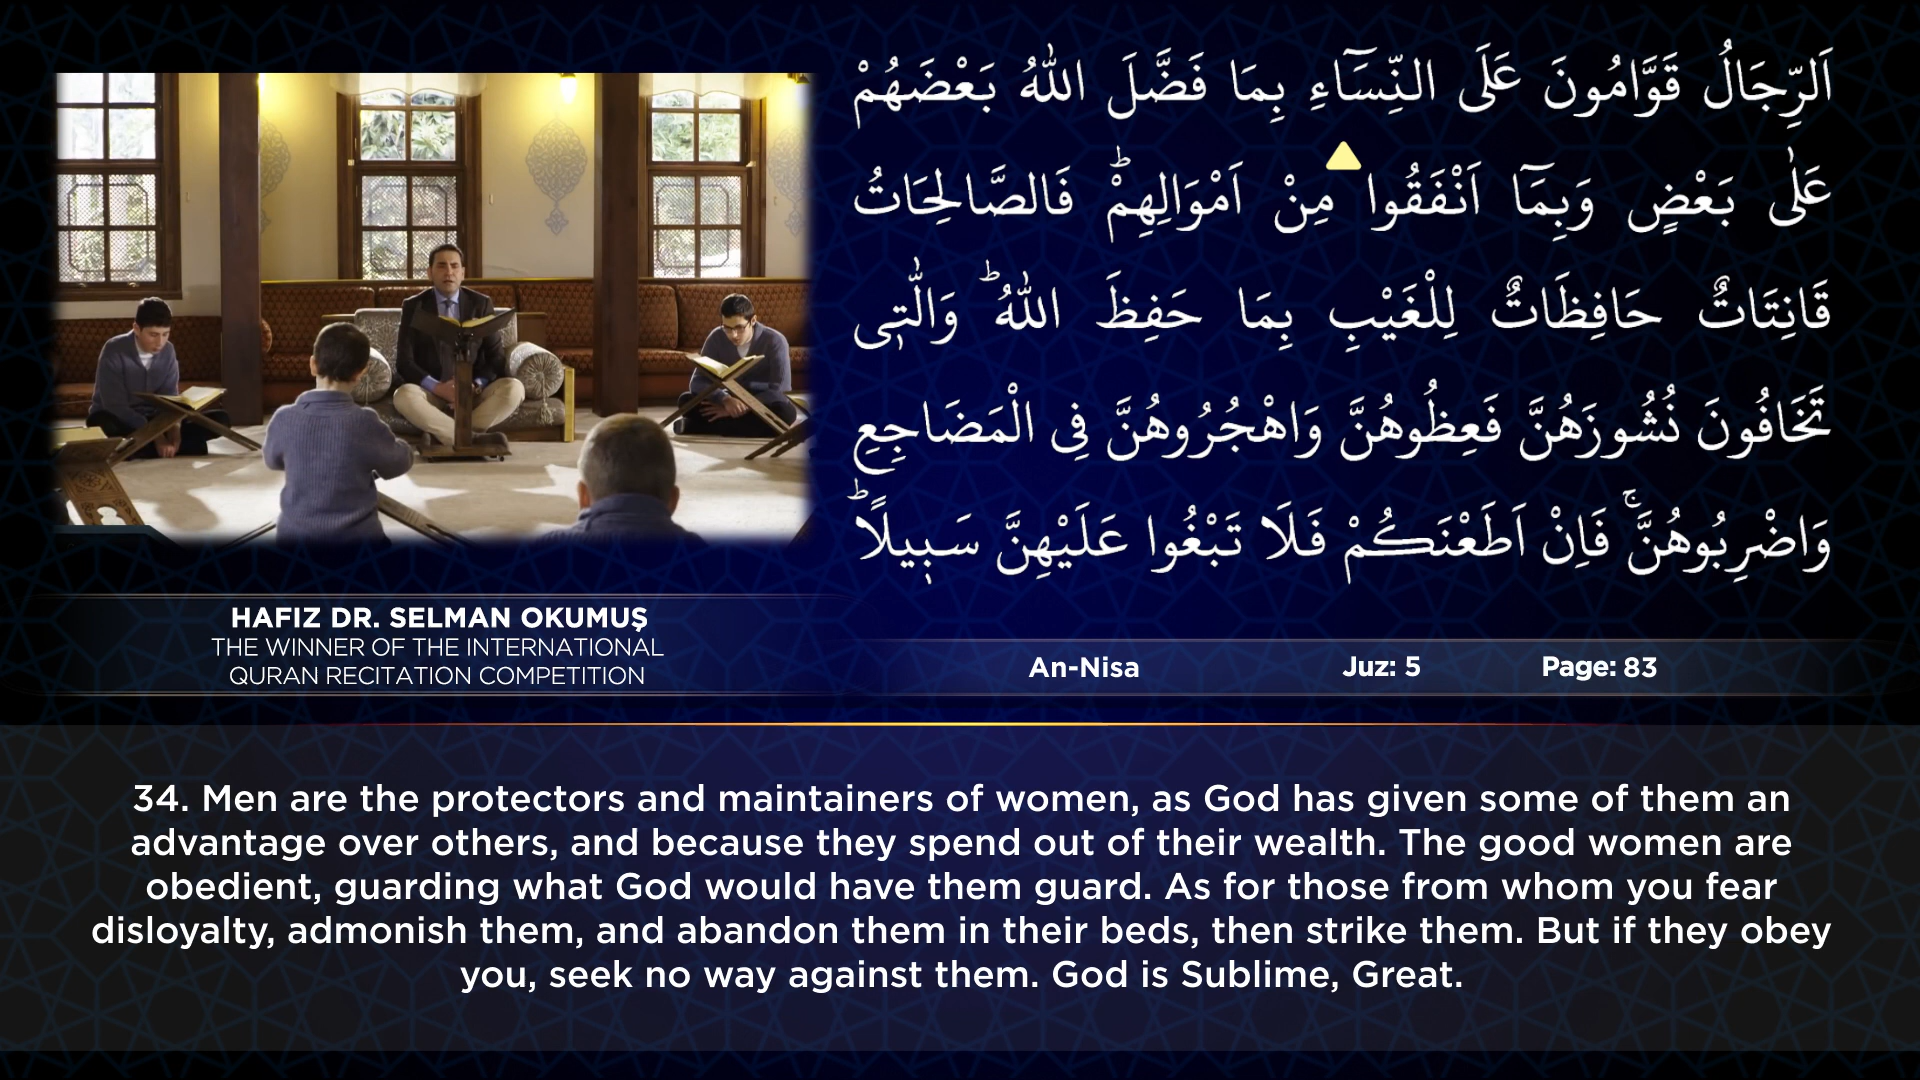 اَلرِّجَالُ قَوَّامُونَ عَلَى النِّسَٓاءِ بِمَا فَضَّلَ اللّٰهُ بَعْضَهُمْ
عَلٰى بَعْضٍ وَبِمَٓا اَنْفَقُوا مِنْ اَمْوَالِهِمْۜ فَالصَّالِحَاتُ
قَانِتَاتٌ حَافِظَاتٌ لِلْغَيْبِ بِمَا حَفِظَ اللّٰهُۜ وَالّٰت۪ى
تَخَافُونَ نُشُوزَهُنَّ فَعِظُوهُنَّ وَاهْجُرُوهُنَّ فِى الْمَضَاجِعِ
وَاضْرِبُوهُنَّۚ فَاِنْ اَطَعْنَكُمْ فَلَا تَبْغُوا عَلَيْهِنَّ سَب۪يلًاۜ
HAFIZ DR. SELMAN OKUMUŞ
THE WINNER OF THE INTERNATIONAL
QURAN RECITATION COMPETITION
An-Nisa Juz: 5 Page: 83
34. Men are the protectors and maintainers of women, as God has given some of them an
advantage over others, and because they spend out of their wealth. The good women are
obedient, guarding what God would have them guard. As for those from whom you fear
disloyalty, admonish them, and abandon them in their beds, then strike them. But if they obey
you, seek no way against them. God is Sublime, Great.